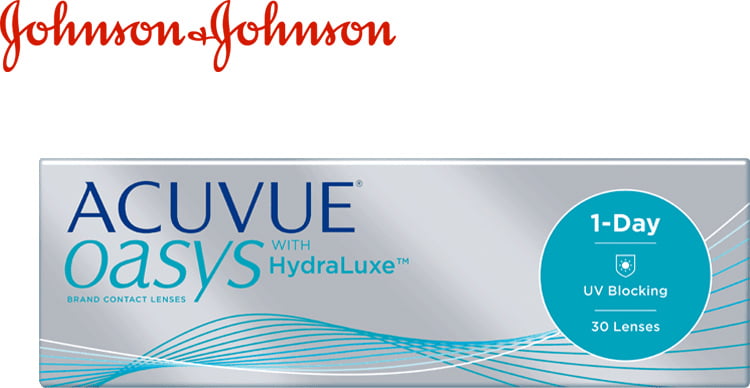 Johnson & Johnson
ACUVUE®
oasys WITH HydraLuxe™
BRAND CONTACT LENSES
1-Day
UV Blocking
30 Lenses